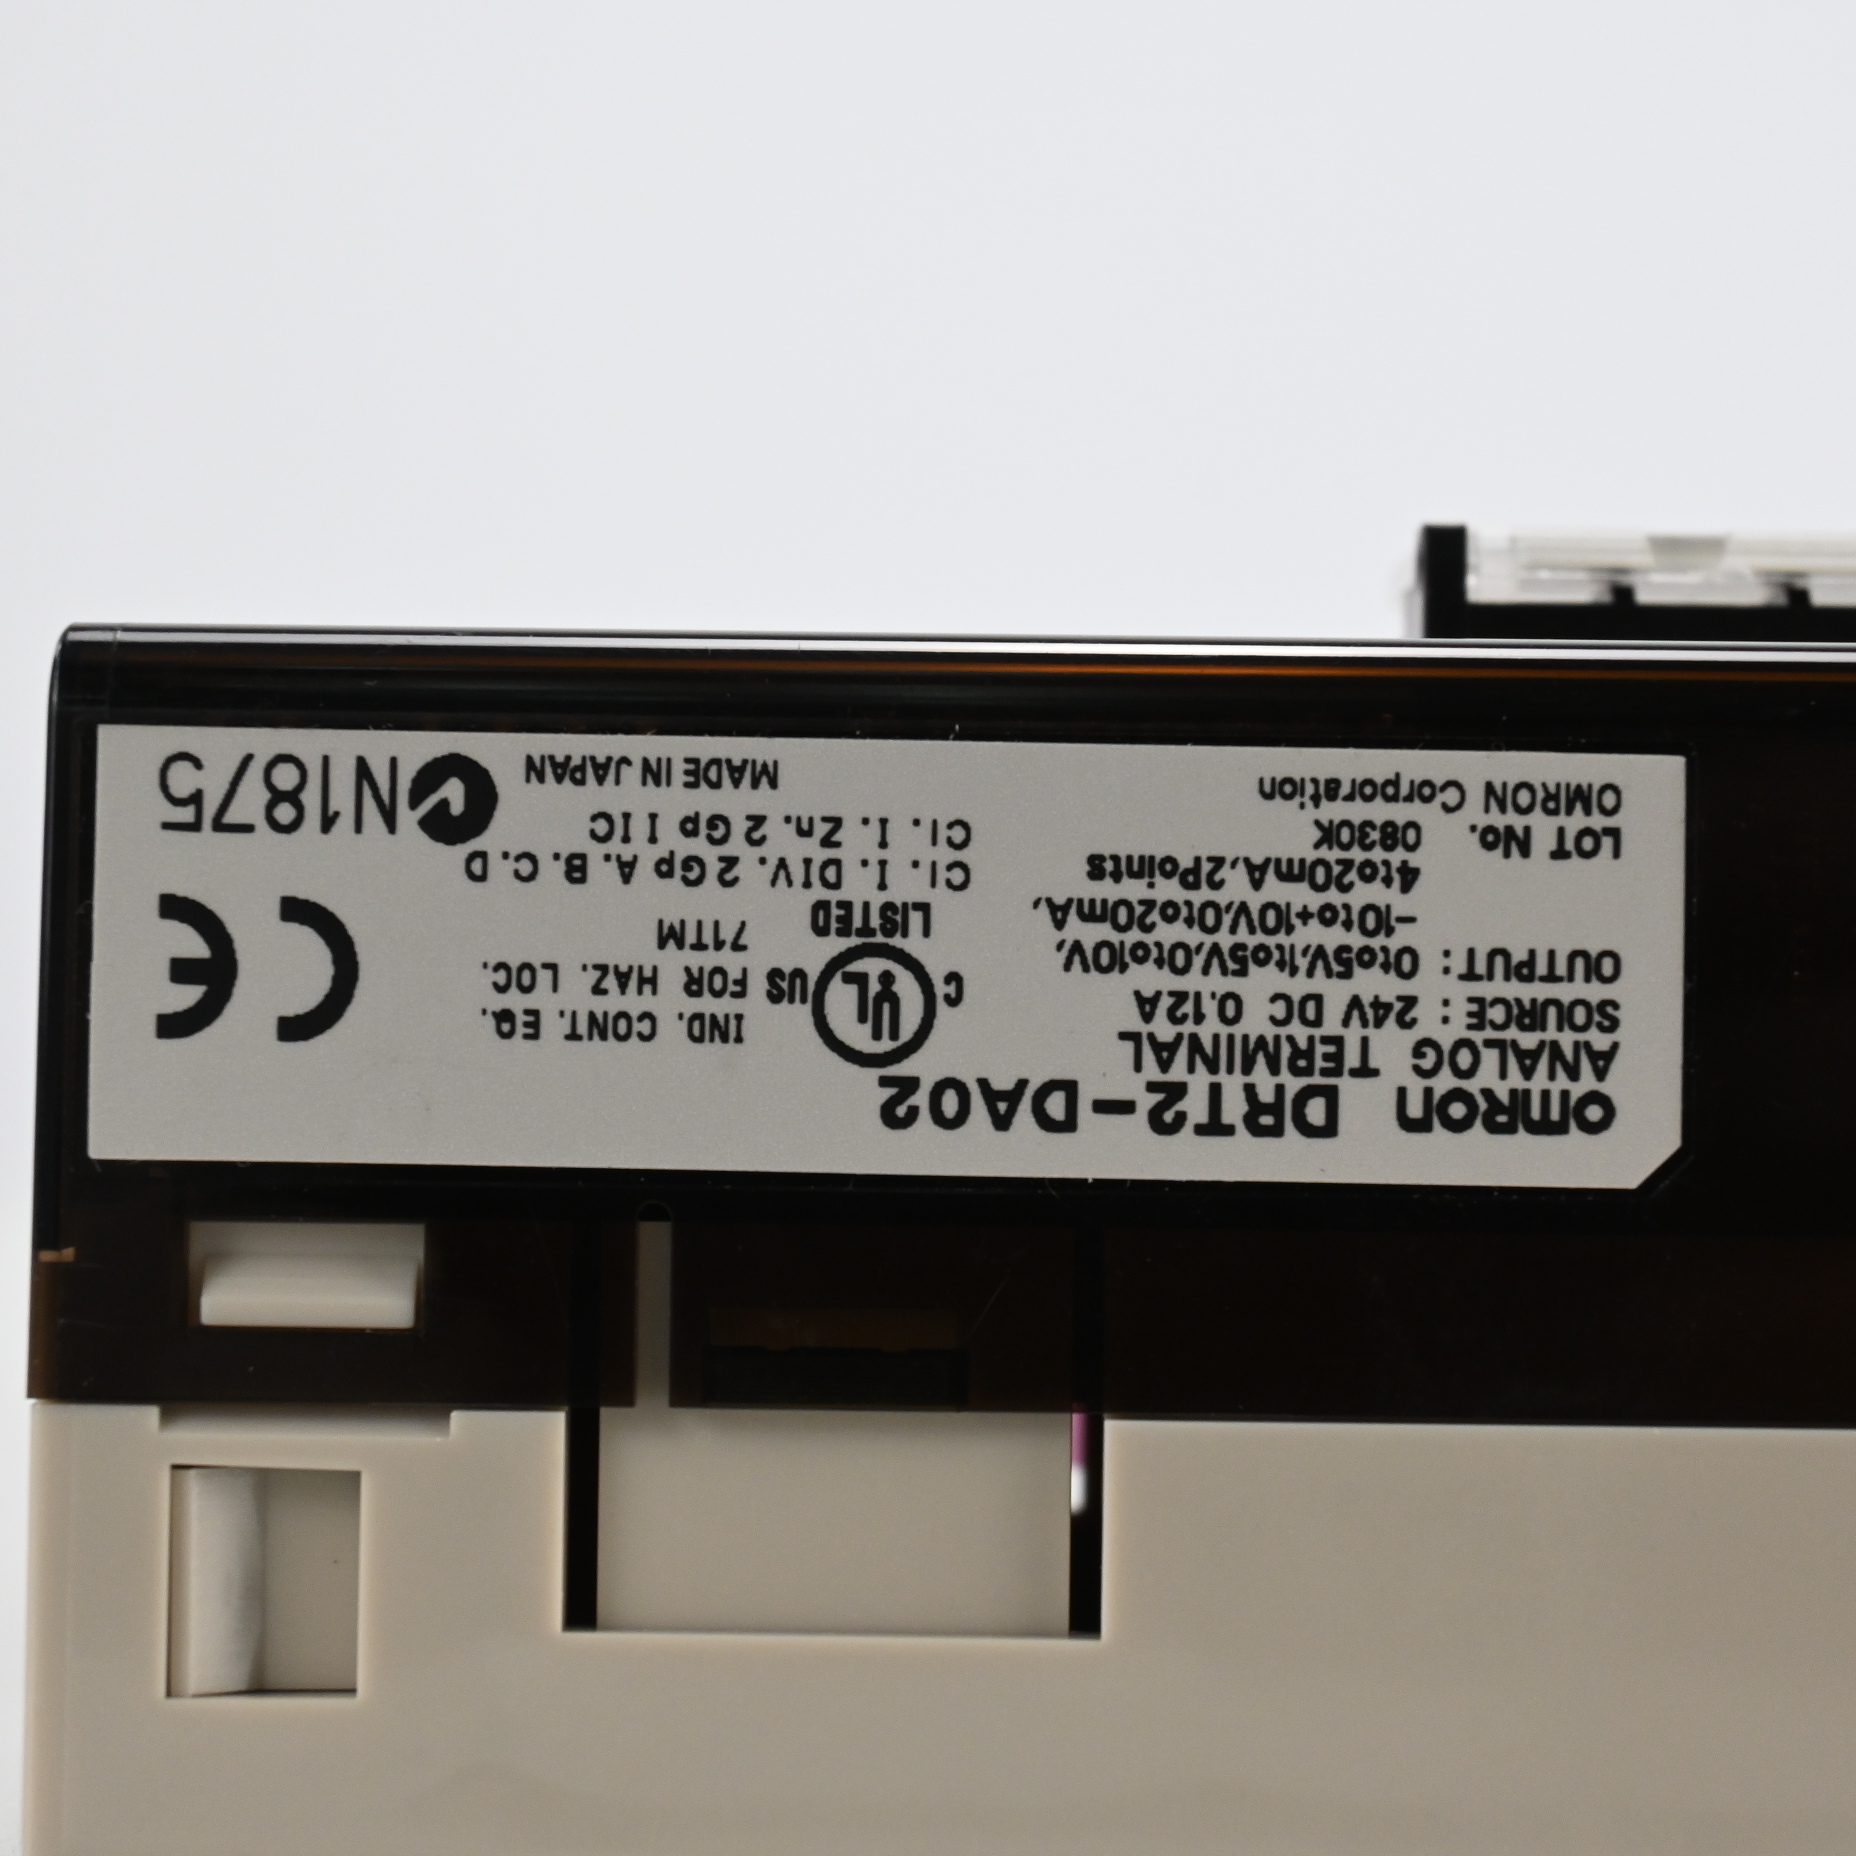 OMRON DRT2-DA02
ANALOG TERMINAL
SOURCE : 24V DC 0.12A
OUTPUT : 0to5V,1to5V,0to10V,
-10to+10V,0to20mA,
4to20mA,2Points
LOT No. 0830K
OMRON Corporation
C UL US
LISTED
IND. CONT. EQ.
FOR HAZ. LOC.
71TM
Cl. I. DIV. 2 Gp A. B. C. D
Cl. I. Zn. 2 Gp IIC
MADE IN JAPAN
CE
N1875